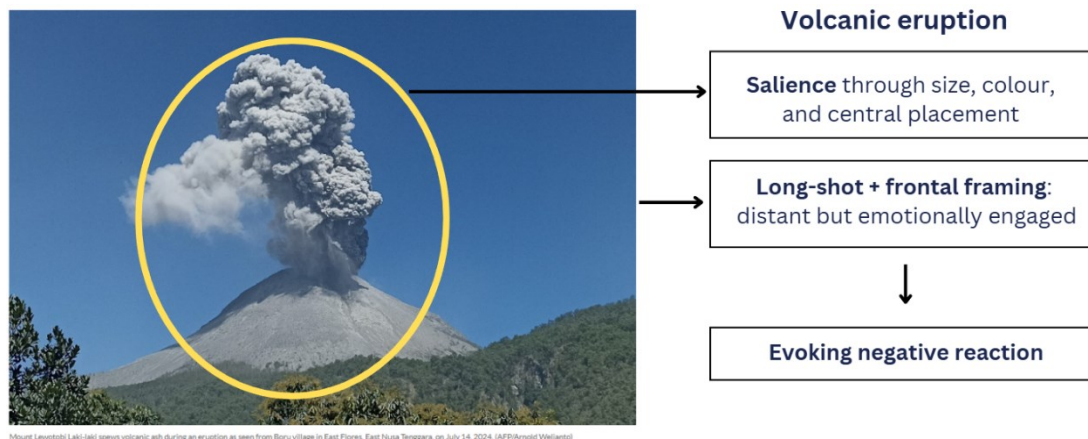 Volcanic eruption
Salience through size, colour,
and central placement
Long-shot + frontal framing:
distant but emotionally engaged
Evoking negative reaction
Mount Lewotobi Laki-laki spews volcanic ash during an eruption as seen from Boru village in East Flores, East Nusa Tenggara, on July 14, 2024. (AFP/Arnold Welianto)